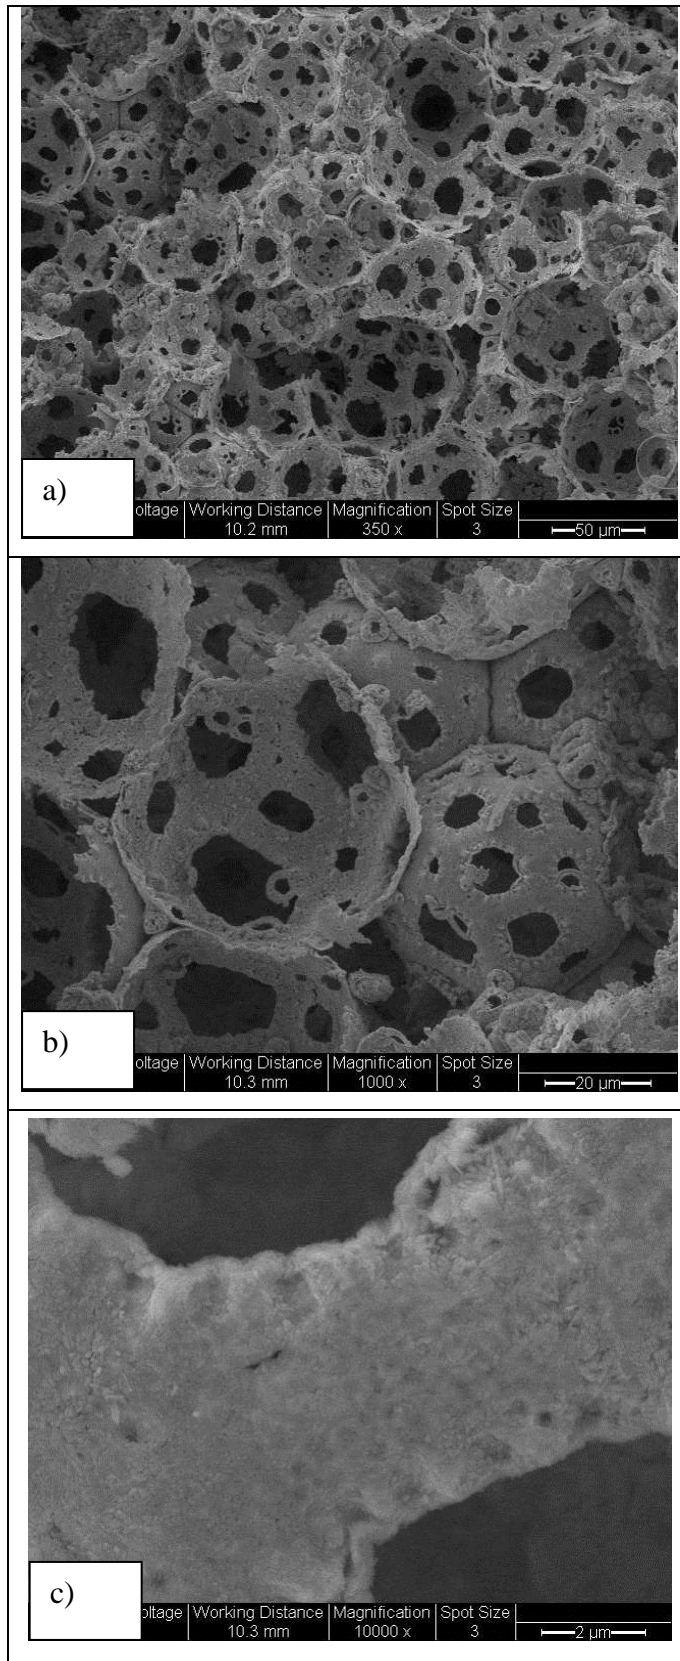 a)
oltage Working Distance Magnification Spot Size
10.2 mm 350 x 3 50 µm
b)
oltage Working Distance Magnification Spot Size
10.3 mm 1000 x 3 20 µm
c)
oltage Working Distance Magnification Spot Size
10.3 mm 10000 x 3 2 µm